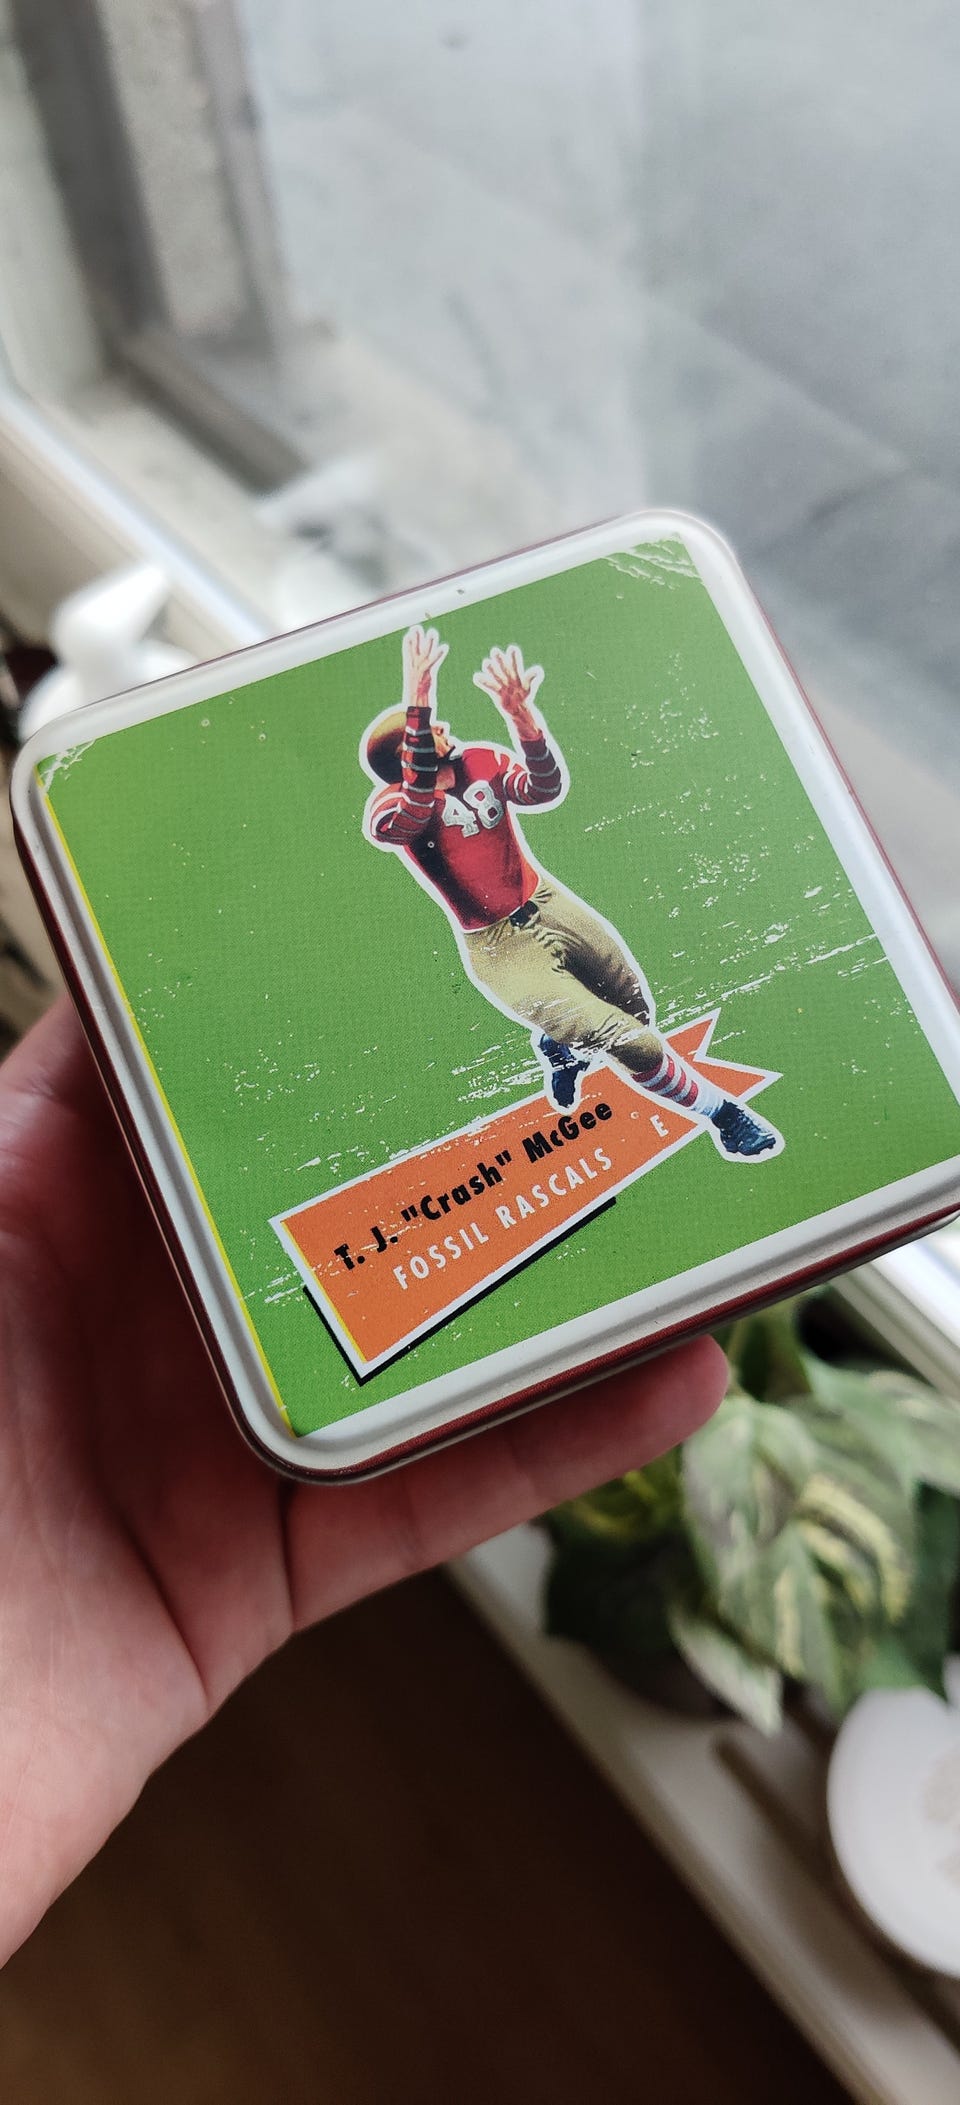 48
T. J. "Crash" McGee
FOSSIL RASCALS E